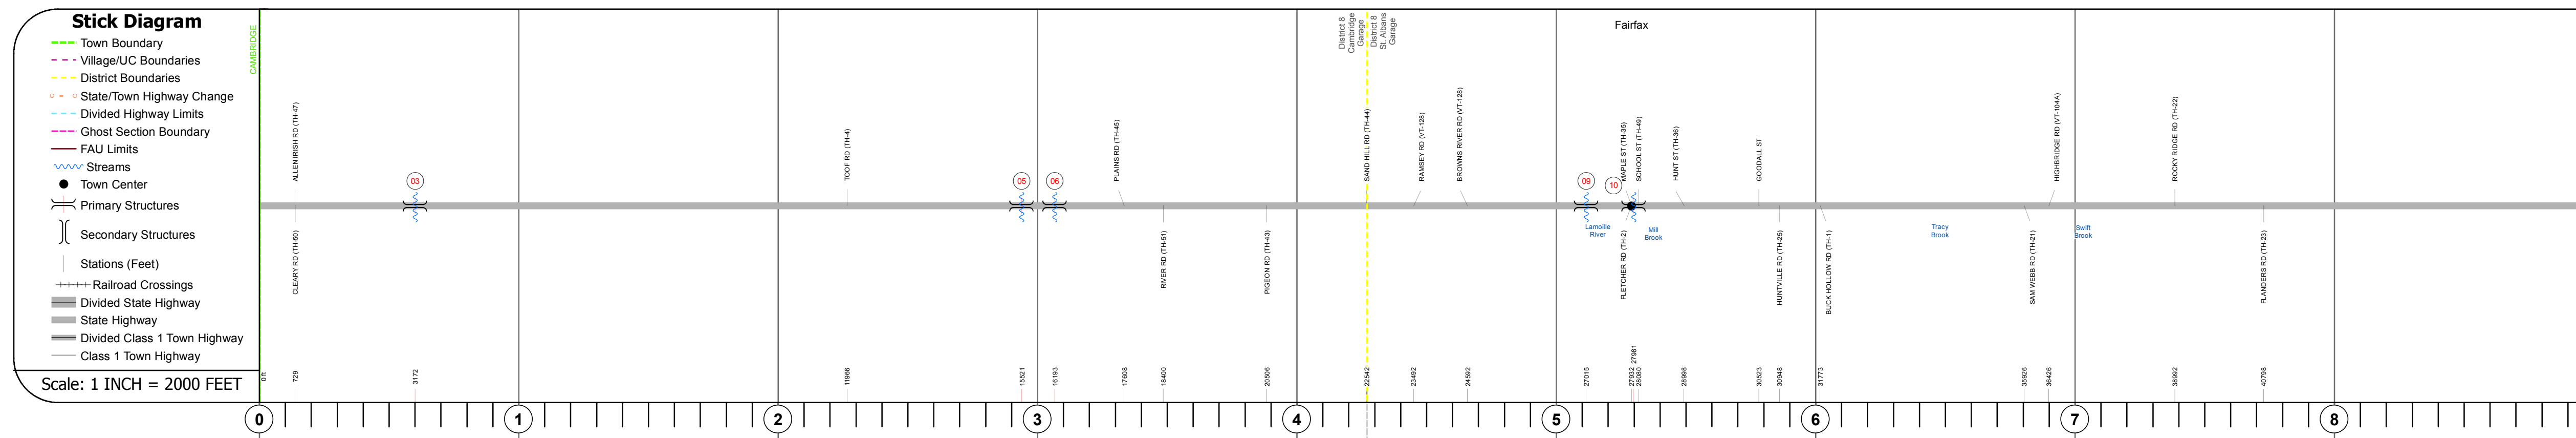 Stick Diagram
Town Boundary
Village/UC Boundaries
District Boundaries
State/Town Highway Change
Divided Highway Limits
Ghost Section Boundary
FAU Limits
Streams
Town Center
Primary Structures
Secondary Structures
Stations (Feet)
Railroad Crossings
Divided State Highway
State Highway
Divided Class 1 Town Highway
Class 1 Town Highway
Scale: 1 INCH = 2000 FEET
CAMBRIDGE
District 8
Cambridge
Garage
District 8
St. Albans
Garage
Fairfax
ALLEN IRISH RD (TH-47)
TOOF RD (TH-4)
PLAINS RD (TH-45)
SAND HILL RD (TH-44)
RAMSEY RD (VT-128)
BROWNS RIVER RD (VT-128)
MAPLE ST (TH-35)
SCHOOL ST (TH-49)
HUNT ST (TH-36)
GOODALL ST
HIGHBRIDGE RD (VT-104A)
ROCKY RIDGE RD (TH-22)
03
05
06
09
10
CLEARY RD (TH-50)
RIVER RD (TH-51)
PIGEON RD (TH-43)
Lamoille
River
FLETCHER RD (TH-2)
Mill
Brook
HUNTVILLE RD (TH-25)
BUCK HOLLOW RD (TH-1)
Tracy
Brook
SAM WEBB RD (TH-21)
Swift
Brook
FLANDERS RD (TH-23)
0 ft
729
3172
11966
15521
16193
17608
18400
20506
22542
23492
24592
27015
27932
27981
28080
28998
30523
30948
31773
35926
36426
38992
40798
0
1
2
3
4
5
6
7
8